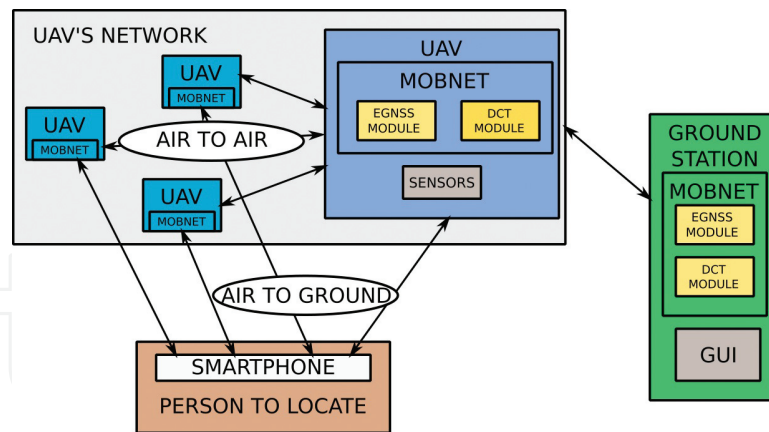 UAV'S NETWORK
UAV
MOBNET
UAV
MOBNET
UAV
MOBNET
AIR TO AIR
UAV
MOBNET
EGNSS
MODULE
DCT
MODULE
SENSORS
GROUND
STATION
MOBNET
EGNSS
MODULE
DCT
MODULE
GUI
AIR TO GROUND
SMARTPHONE
PERSON TO LOCATE